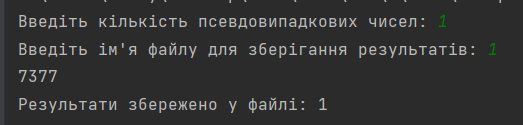 Введіть кількість псевдовипадкових чисел: 1
Введіть ім'я файлу для зберігання результатів: 1
7377
Результати збережено у файлі: 1